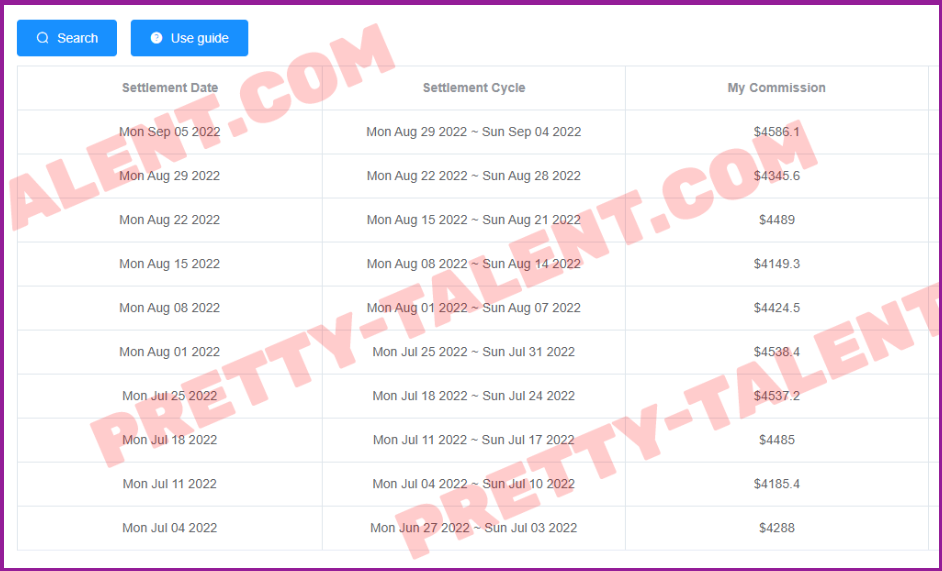 Search Use guide
Settlement Date Settlement Cycle My Commission
Mon Sep 05 2022 Mon Aug 29 2022 ~ Sun Sep 04 2022 $4586.1
Mon Aug 29 2022 Mon Aug 22 2022 ~ Sun Aug 28 2022 $4345.6
Mon Aug 22 2022 Mon Aug 15 2022 ~ Sun Aug 21 2022 $4489
Mon Aug 15 2022 Mon Aug 08 2022 ~ Sun Aug 14 2022 $4149.3
Mon Aug 08 2022 Mon Aug 01 2022 ~ Sun Aug 07 2022 $4424.5
Mon Aug 01 2022 Mon Jul 25 2022 ~ Sun Jul 31 2022 $4538.4
Mon Jul 25 2022 Mon Jul 18 2022 ~ Sun Jul 24 2022 $4537.2
Mon Jul 18 2022 Mon Jul 11 2022 ~ Sun Jul 17 2022 $4485
Mon Jul 11 2022 Mon Jul 04 2022 ~ Sun Jul 10 2022 $4185.4
Mon Jul 04 2022 Mon Jun 27 2022 ~ Sun Jul 03 2022 $4288
ALENT.COM
PRETTY-TALENT.COM
PRETTY-TALENT